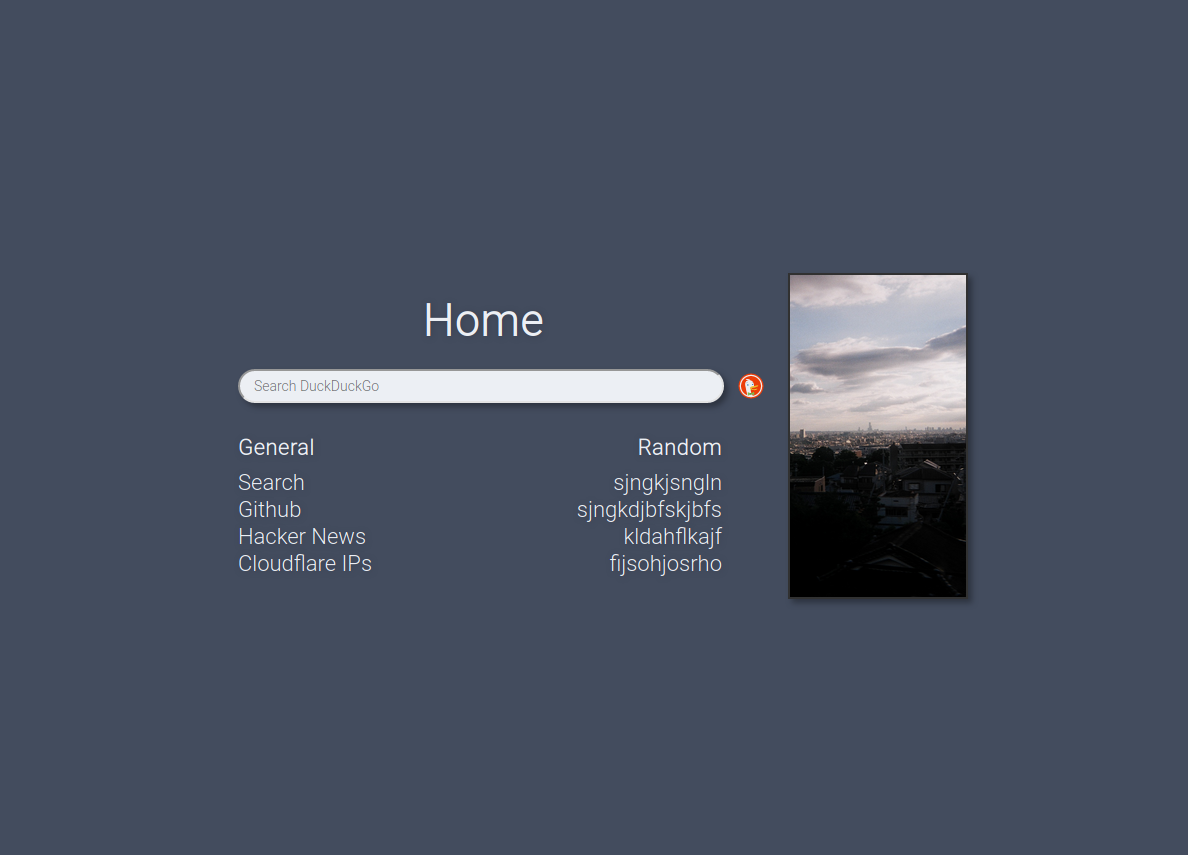 Home
Search DuckDuckGo
General
Search
Github
Hacker News
Cloudflare IPs
Random
sjngkjsngln
sjngkdjbfskjbfs
kldahflkajf
fijsohjosrho